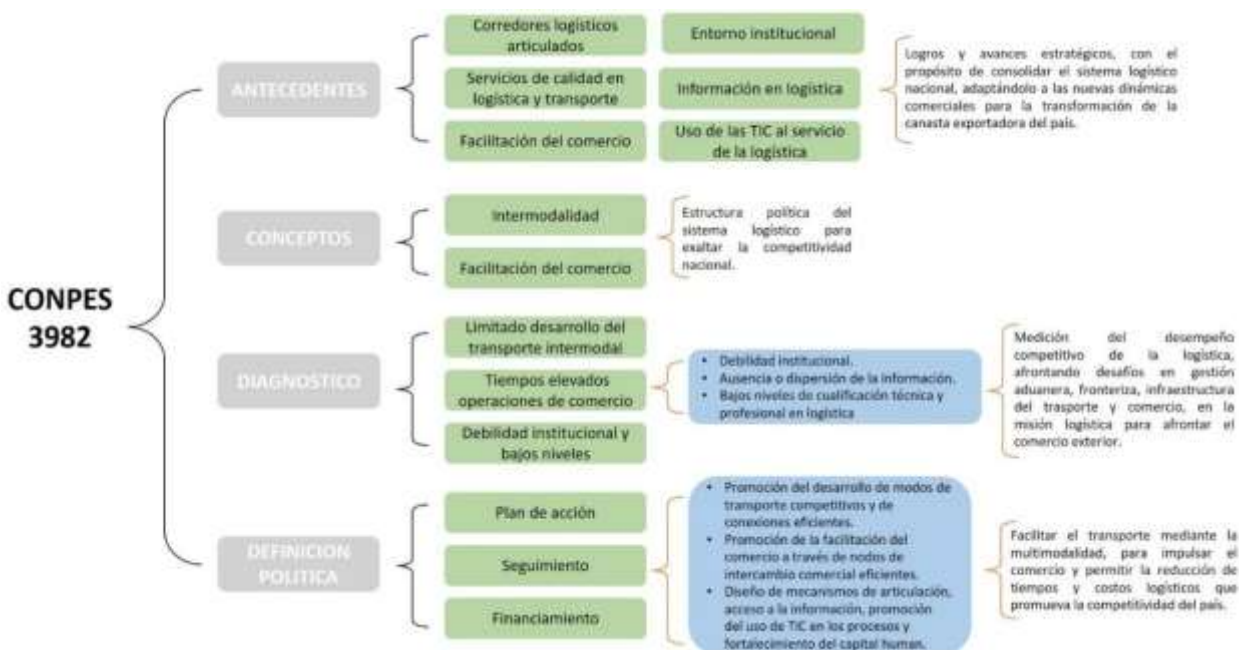 CONPES
3982
ANTECEDENTES
Corredores logísticos
articulados
Entorno institucional
Servicios de calidad en
logística y transporte
Información en logística
Facilitación del comercio
Uso de las TIC al servicio
de la logística
Logros y avances estratégicos, con el
propósito de consolidar el sistema logístico
nacional, adaptándolo a las nuevas dinámicas
comerciales para la transformación de la
canasta exportadora del país.
CONCEPTOS
Intermodalidad
Facilitación del comercio
Estructura política del
sistema logístico para
exaltar la competitividad
nacional.
DIAGNOSTICO
Limitado desarrollo del
transporte intermodal
Tiempos elevados
operaciones de comercio
Debilidad institucional y
bajos niveles
• Debilidad institucional.
• Ausencia o dispersión de la información.
• Bajos niveles de cualificación técnica y
profesional en logística
Medición del desempeño
competitivo de la logística,
afrontando desafíos en gestión
aduanera, fronteriza, infraestructura
del trasporte y comercio, en la
misión logística para afrontar el
comercio exterior.
DEFINICION
POLITICA
Plan de acción
Seguimiento
Financiamiento
• Promoción del desarrollo de modos de
transporte competitivos y de
conexiones eficientes.
• Promoción de la facilitación del
comercio a través de nodos de
intercambio comercial eficientes.
• Diseño de mecanismos de articulación,
acceso a la información, promoción
del uso de TIC en los procesos y
fortalecimiento del capital human.
Facilitar el transporte mediante la
multimodalidad, para impulsar el
comercio y permitir la reducción de
tiempos y costos logísticos que
promueva la competitividad del país.